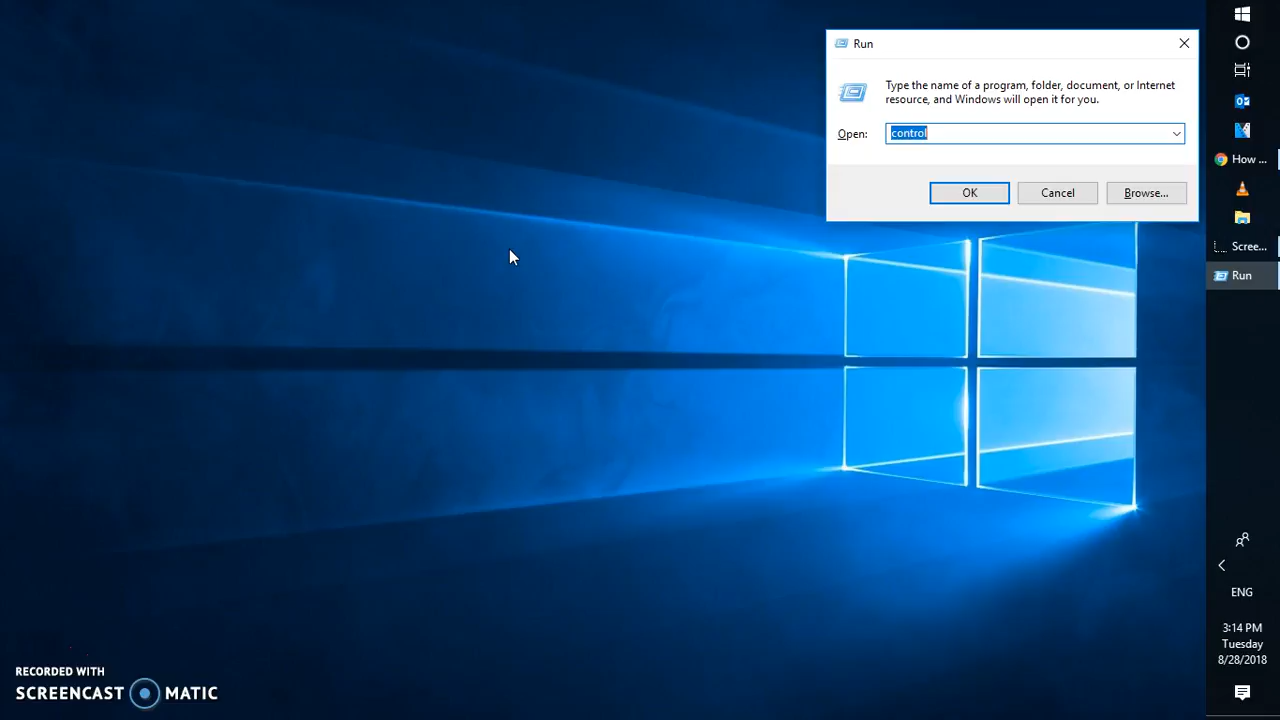 Run
Type the name of a program, folder, document, or Internet
resource, and Windows will open it for you.
Open:
control
OK
Cancel
Browse...
How ...
Scree...
Run
ENG
3:14 PM
Tuesday
8/28/2018
RECORDED WITH
SCREENCAST MATIC